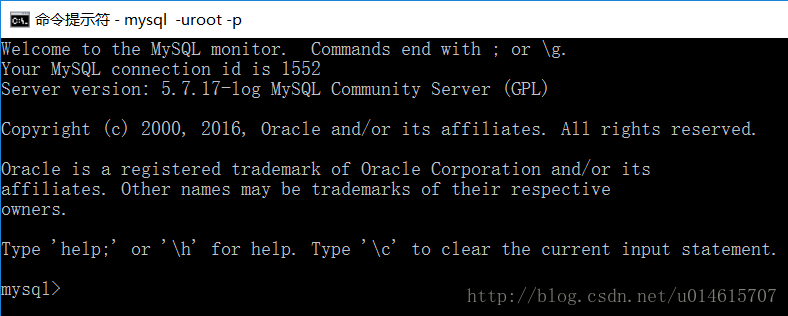 命令提示符 - mysql  -uroot -p
Welcome to the MySQL monitor.  Commands end with ; or \g.
Your MySQL connection id is 1552
Server version: 5.7.17-log MySQL Community Server (GPL)
Copyright (c) 2000, 2016, Oracle and/or its affiliates. All rights reserved.
Oracle is a registered trademark of Oracle Corporation and/or its
affiliates. Other names may be trademarks of their respective
owners.
Type 'help;' or '\h' for help. Type '\c' to clear the current input statement.
mysql>
http://blog.csdn.net/u014615707